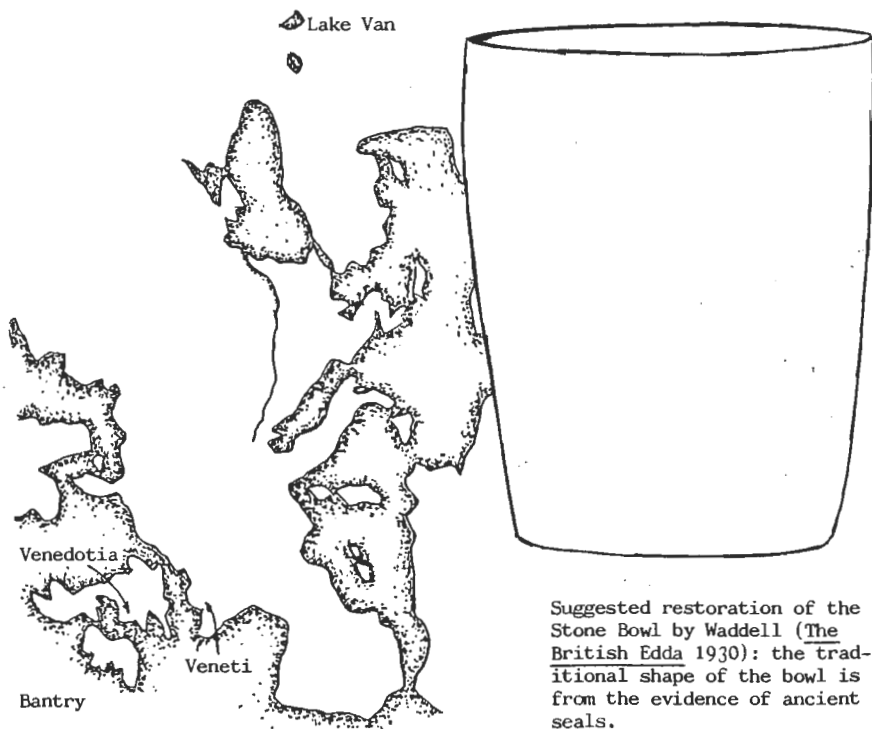 Lake Van
Venedotia
Veneti
Bantry
Suggested restoration of the
Stone Bowl by Waddell (The
British Edda 1930): the trad-
itional shape of the bowl is
from the evidence of ancient
seals.